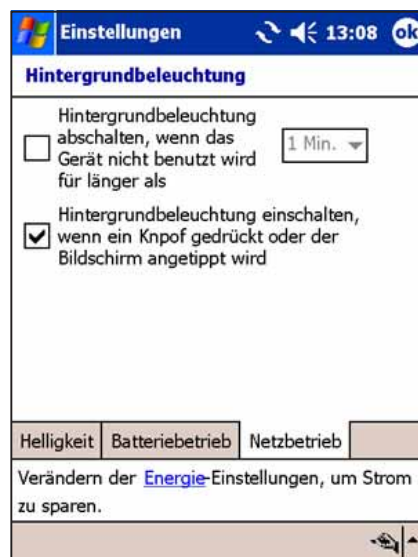 Einstellungen 13:08 ok
Hintergrundbeleuchtung
Hintergrundbeleuchtung
abschalten, wenn das
Gerät nicht benutzt wird
für länger als
1 Min.
Hintergrundbeleuchtung einschalten,
wenn ein Knpof gedrückt oder der
Bildschirm angetippt wird
Helligkeit Batteriebetrieb Netzbetrieb
Verändern der Energie-Einstellungen, um Strom
zu sparen.